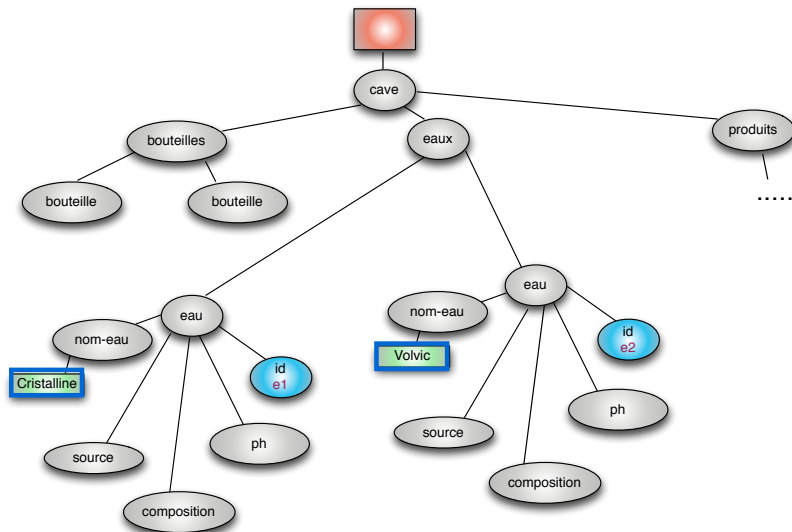 cave
bouteilles
eaux
produits
bouteille
bouteille
.....
eau
eau
nom-eau
nom-eau
Cristalline
id
e1
Volvic
id
e2
source
ph
composition
source
ph
composition